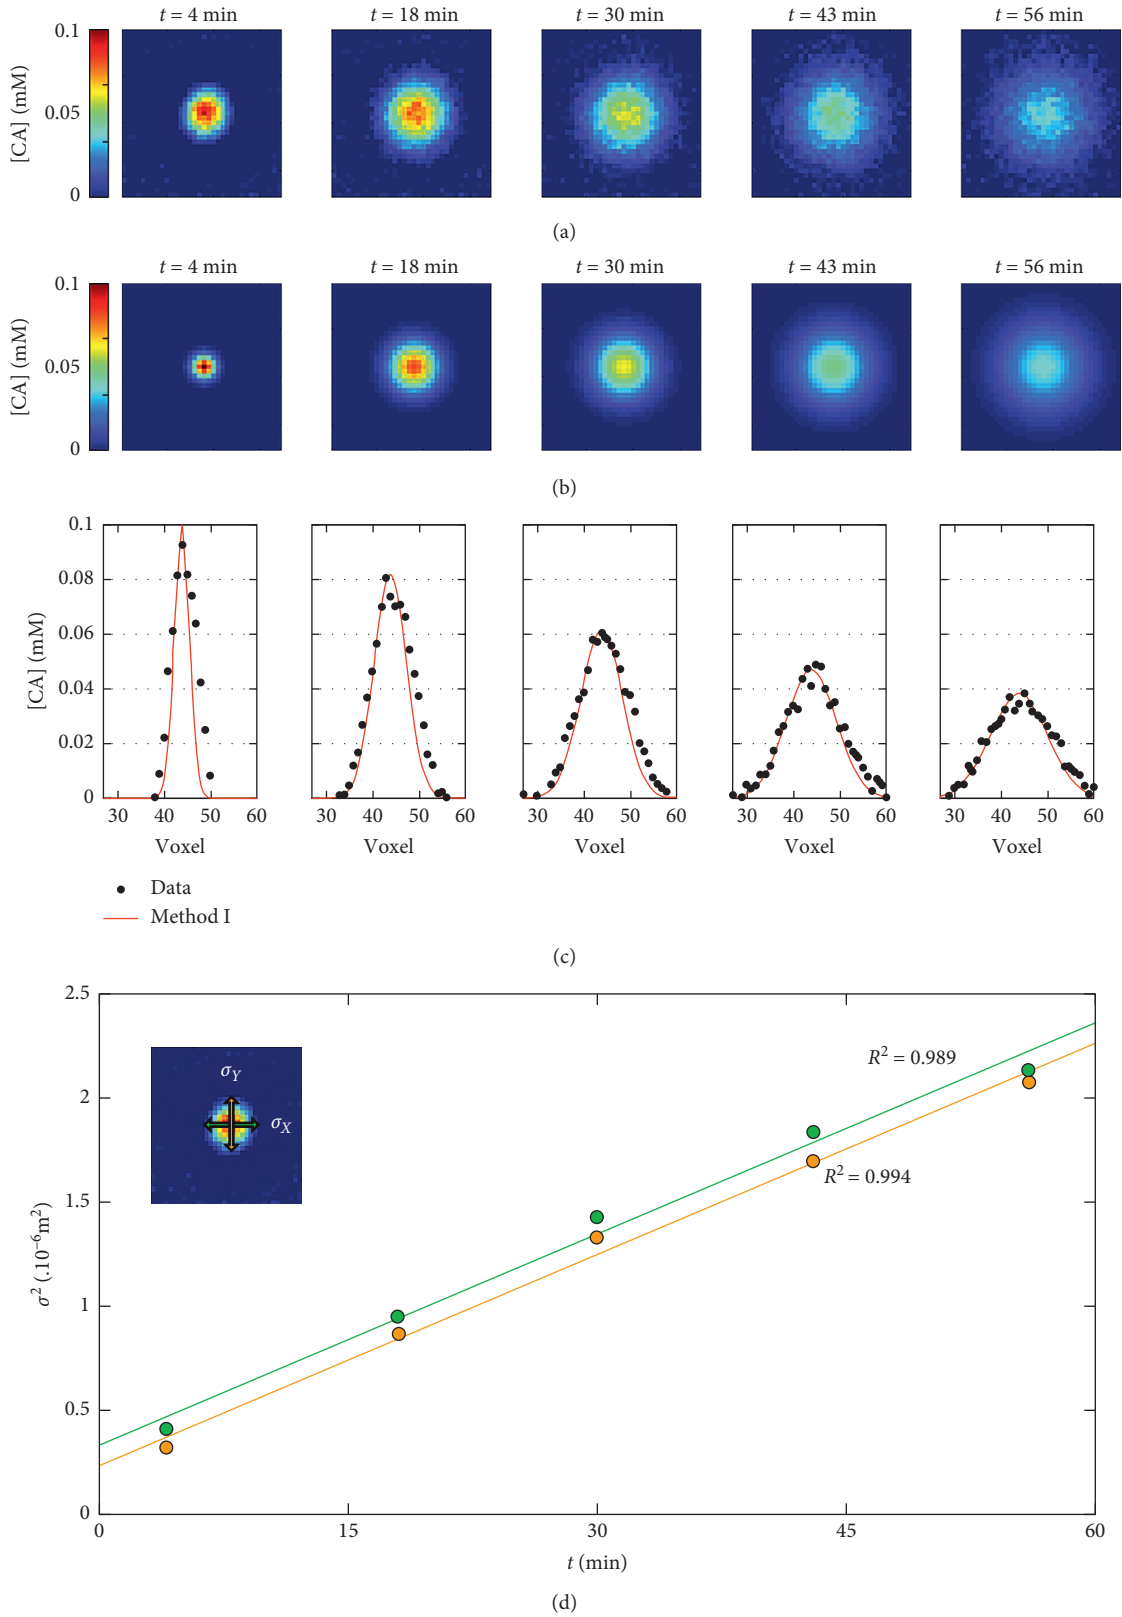 t = 4 min t = 18 min t = 30 min t = 43 min t = 56 min
0.1
0.05
0
[CA] (mM)
(a)
t = 4 min t = 18 min t = 30 min t = 43 min t = 56 min
0.1
0.05
0
[CA] (mM)
(b)
0.1
0.08
0.06
0.04
0.02
0
[CA] (mM)
30 40 50 60 30 40 50 60 30 40 50 60 30 40 50 60 30 40 50 60
Voxel Voxel Voxel Voxel Voxel
Data
Method I
(c)
2.5
2
1.5
1
0.5
0
σ² (.10⁻⁶m²)
σY
σX
R² = 0.989
R² = 0.994
0 15 30 45 60
t (min)
(d)